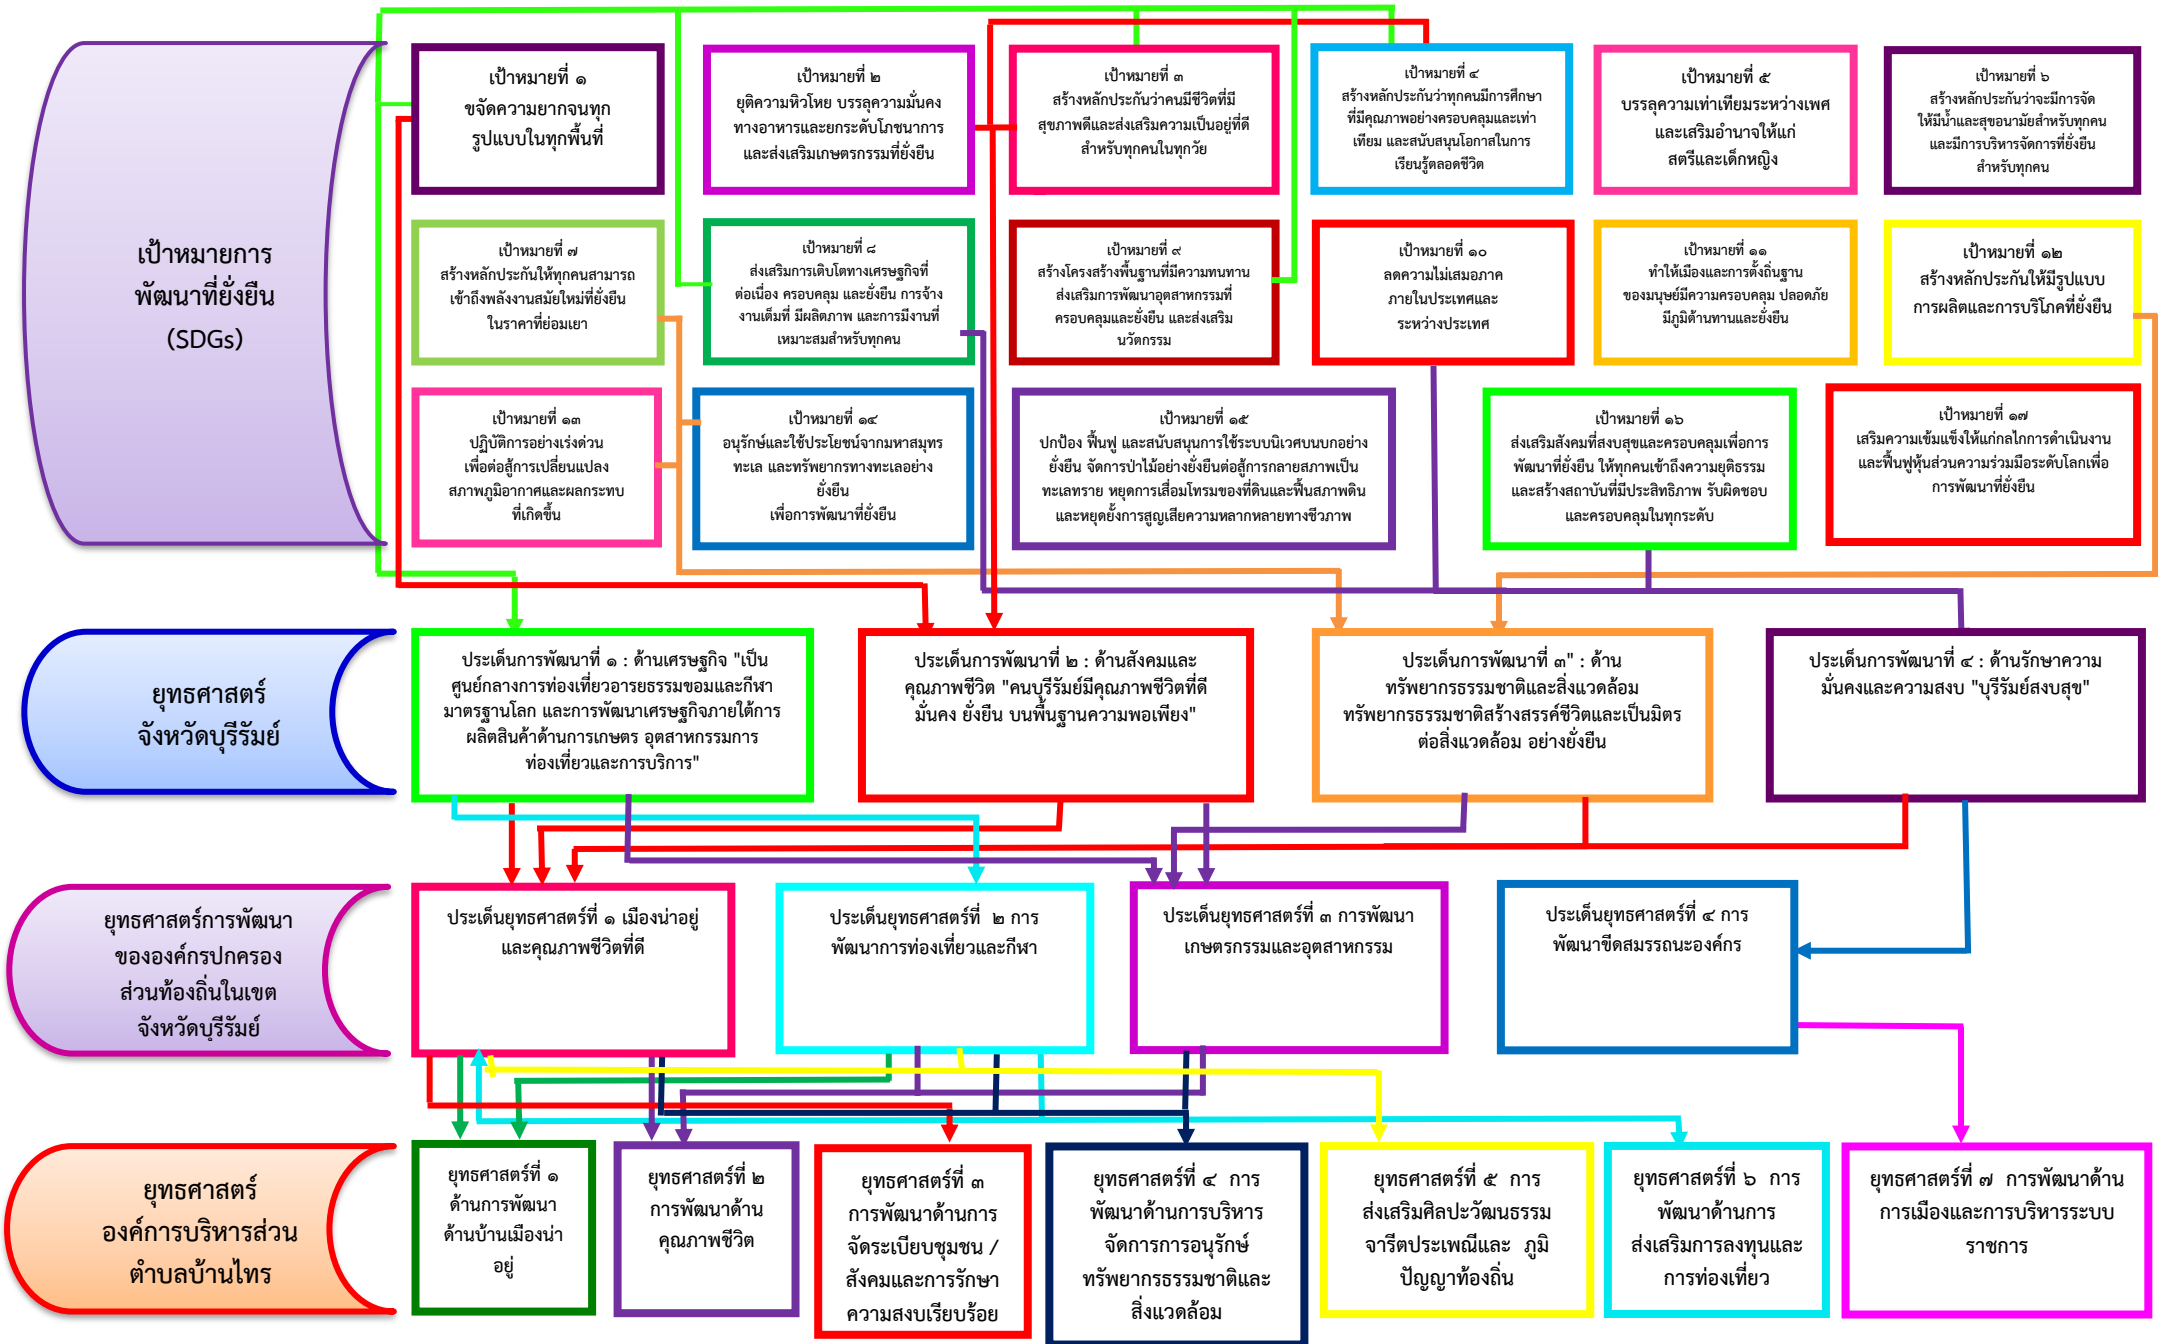 เป้าหมายการ
พัฒนาที่ยั่งยืน
(SDGs)
เป้าหมายที่ ๑
ขจัดความยากจนทุก
รูปแบบในทุกพื้นที่
เป้าหมายที่ ๒
ยุติความหิวโหย บรรลุความมั่นคง
ทางอาหารและยกระดับโภชนาการ
และส่งเสริมเกษตรกรรมที่ยั่งยืน
เป้าหมายที่ ๓
สร้างหลักประกันว่าคนมีชีวิตที่มี
สุขภาพดีและส่งเสริมความเป็นอยู่ที่ดี
สำหรับทุกคนในทุกวัย
เป้าหมายที่ ๔
สร้างหลักประกันว่าทุกคนมีการศึกษา
ที่มีคุณภาพอย่างครอบคลุมและเท่า
เทียม และสนับสนุนโอกาสในการ
เรียนรู้ตลอดชีวิต
เป้าหมายที่ ๕
บรรลุความเท่าเทียมระหว่างเพศ
และเสริมอำนาจให้แก่
สตรีและเด็กหญิง
เป้าหมายที่ ๖
สร้างหลักประกันว่าจะมีการจัด
ให้มีน้ำและสุขอนามัยสำหรับทุกคน
และมีการบริหารจัดการที่ยั่งยืน
สำหรับทุกคน
เป้าหมายที่ ๗
สร้างหลักประกันให้ทุกคนสามารถ
เข้าถึงพลังงานสมัยใหม่ที่ยั่งยืน
ในราคาที่ย่อมเยา
เป้าหมายที่ ๘
ส่งเสริมการเติบโตทางเศรษฐกิจที่
ต่อเนื่อง ครอบคลุม และยั่งยืน การจ้าง
งานเต็มที่ มีผลิตภาพ และการมีงานที่
เหมาะสมสำหรับทุกคน
เป้าหมายที่ ๙
สร้างโครงสร้างพื้นฐานที่มีความทนทาน
ส่งเสริมการพัฒนาอุตสาหกรรมที่
ครอบคลุมและยั่งยืน และส่งเสริม
นวัตกรรม
เป้าหมายที่ ๑๐
ลดความไม่เสมอภาค
ภายในประเทศและ
ระหว่างประเทศ
เป้าหมายที่ ๑๑
ทำให้เมืองและการตั้งถิ่นฐาน
ของมนุษย์มีความครอบคลุม ปลอดภัย
มีภูมิต้านทานและยั่งยืน
เป้าหมายที่ ๑๒
สร้างหลักประกันให้มีรูปแบบ
การผลิตและการบริโภคที่ยั่งยืน
เป้าหมายที่ ๑๓
ปฏิบัติการอย่างเร่งด่วน
เพื่อต่อสู้การเปลี่ยนแปลง
สภาพภูมิอากาศและผลกระทบ
ที่เกิดขึ้น
เป้าหมายที่ ๑๔
อนุรักษ์และใช้ประโยชน์จากมหาสมุทร
ทะเล และทรัพยากรทางทะเลอย่าง
ยั่งยืน
เพื่อการพัฒนาที่ยั่งยืน
เป้าหมายที่ ๑๕
ปกป้อง ฟื้นฟู และสนับสนุนการใช้ระบบนิเวศบนบกอย่าง
ยั่งยืน จัดการป่าไม้อย่างยั่งยืนต่อสู้การกลายสภาพเป็น
ทะเลทราย หยุดการเสื่อมโทรมของที่ดินและฟื้นสภาพดิน
และหยุดยั้งการสูญเสียความหลากหลายทางชีวภาพ
เป้าหมายที่ ๑๖
ส่งเสริมสังคมที่สงบสุขและครอบคลุมเพื่อการ
พัฒนาที่ยั่งยืน ให้ทุกคนเข้าถึงความยุติธรรม
และสร้างสถาบันที่มีประสิทธิภาพ รับผิดชอบ
และครอบคลุมในทุกระดับ
เป้าหมายที่ ๑๗
เสริมความเข้มแข็งให้แก่กลไกการดำเนินงาน
และฟื้นฟูหุ้นส่วนความร่วมมือระดับโลกเพื่อ
การพัฒนาที่ยั่งยืน
ยุทธศาสตร์
จังหวัดบุรีรัมย์
ประเด็นการพัฒนาที่ ๑ : ด้านเศรษฐกิจ "เป็น
ศูนย์กลางการท่องเที่ยวอารยธรรมขอมและกีฬา
มาตรฐานโลก และการพัฒนาเศรษฐกิจภายใต้การ
ผลิตสินค้าด้านการเกษตร อุตสาหกรรมการ
ท่องเที่ยวและการบริการ"
ประเด็นการพัฒนาที่ ๒ : ด้านสังคมและ
คุณภาพชีวิต "คนบุรีรัมย์มีคุณภาพชีวิตที่ดี
มั่นคง ยั่งยืน บนพื้นฐานความพอเพียง"
ประเด็นการพัฒนาที่ ๓" : ด้าน
ทรัพยากรธรรมชาติและสิ่งแวดล้อม
ทรัพยากรธรรมชาติสร้างสรรค์ชีวิตและเป็นมิตร
ต่อสิ่งแวดล้อม อย่างยั่งยืน
ประเด็นการพัฒนาที่ ๔ : ด้านรักษาความ
มั่นคงและความสงบ "บุรีรัมย์สงบสุข"
ยุทธศาสตร์การพัฒนา
ขององค์กรปกครอง
ส่วนท้องถิ่นในเขต
จังหวัดบุรีรัมย์
ประเด็นยุทธศาสตร์ที่ ๑ เมืองน่าอยู่
และคุณภาพชีวิตที่ดี
ประเด็นยุทธศาสตร์ที่ ๒ การ
พัฒนาการท่องเที่ยวและกีฬา
ประเด็นยุทธศาสตร์ที่ ๓ การพัฒนา
เกษตรกรรมและอุตสาหกรรม
ประเด็นยุทธศาสตร์ที่ ๔ การ
พัฒนาขีดสมรรถนะองค์กร
ยุทธศาสตร์
องค์การบริหารส่วน
ตำบลบ้านไทร
ยุทธศาสตร์ที่ ๑
ด้านการพัฒนา
ด้านบ้านเมืองน่า
อยู่
ยุทธศาสตร์ที่ ๒
การพัฒนาด้าน
คุณภาพชีวิต
ยุทธศาสตร์ที่ ๓
การพัฒนาด้านการ
จัดระเบียบชุมชน /
สังคมและการรักษา
ความสงบเรียบร้อย
ยุทธศาสตร์ที่ ๔ การ
พัฒนาด้านการบริหาร
จัดการการอนุรักษ์
ทรัพยากรธรรมชาติและ
สิ่งแวดล้อม
ยุทธศาสตร์ที่ ๕ การ
ส่งเสริมศิลปะวัฒนธรรม
จารีตประเพณีและ ภูมิ
ปัญญาท้องถิ่น
ยุทธศาสตร์ที่ ๖ การ
พัฒนาด้านการ
ส่งเสริมการลงทุนและ
การท่องเที่ยว
ยุทธศาสตร์ที่ ๗ การพัฒนาด้าน
การเมืองและการบริหารระบบ
ราชการ